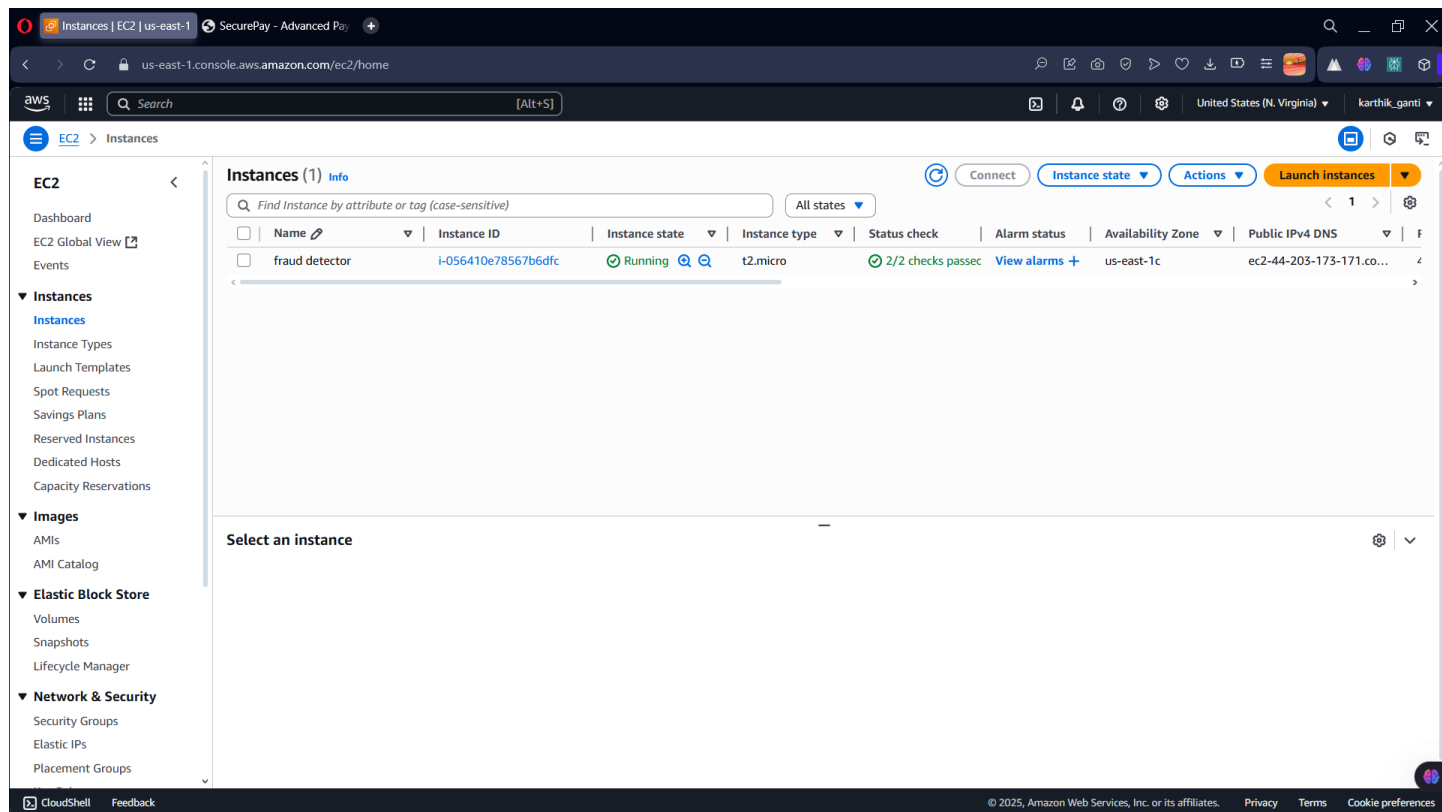 Instances | EC2 | us-east-1
SecurePay - Advanced Pay
us-east-1.console.aws.amazon.com/ec2/home
aws
Search
[Alt+S]
United States (N. Virginia)
karthik_ganti
EC2 > Instances
EC2
Dashboard
EC2 Global View
Events
Instances
Instances
Instance Types
Launch Templates
Spot Requests
Savings Plans
Reserved Instances
Dedicated Hosts
Capacity Reservations
Images
AMIs
AMI Catalog
Elastic Block Store
Volumes
Snapshots
Lifecycle Manager
Network & Security
Security Groups
Elastic IPs
Placement Groups
Instances (1) Info
Connect
Instance state
Actions
Launch instances
Find Instance by attribute or tag (case-sensitive)
All states
1
Name Instance ID Instance state Instance type Status check Alarm status Availability Zone Public IPv4 DNS
fraud detector i-056410e78567b6dfc Running t2.micro 2/2 checks passec View alarms + us-east-1c ec2-44-203-173-171.co...
Select an instance
CloudShell Feedback
© 2025, Amazon Web Services, Inc. or its affiliates. Privacy Terms Cookie preferences